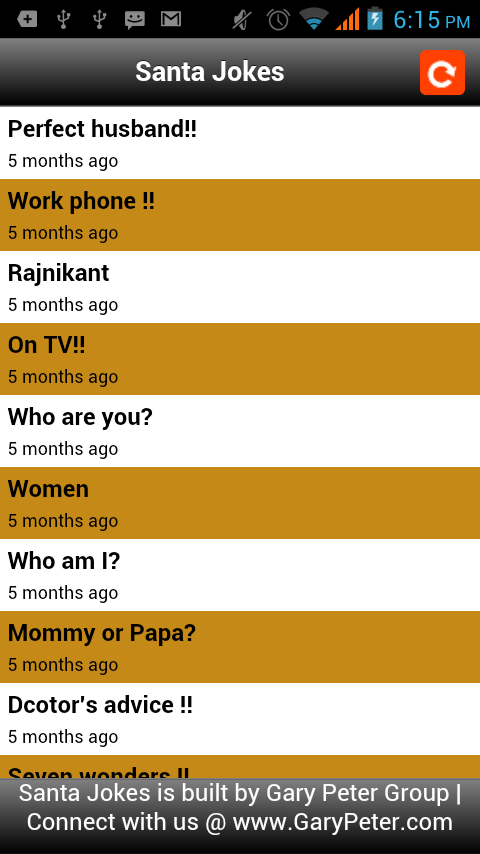 6:15 PM
Santa Jokes
Perfect husband!!
5 months ago
Work phone !!
5 months ago
Rajnikant
5 months ago
On TV!!
5 months ago
Who are you?
5 months ago
Women
5 months ago
Who am I?
5 months ago
Mommy or Papa?
5 months ago
Dcotor's advice !!
5 months ago
Seven wonders !!
Santa Jokes is built by Gary Peter Group |
Connect with us @ www.GaryPeter.com